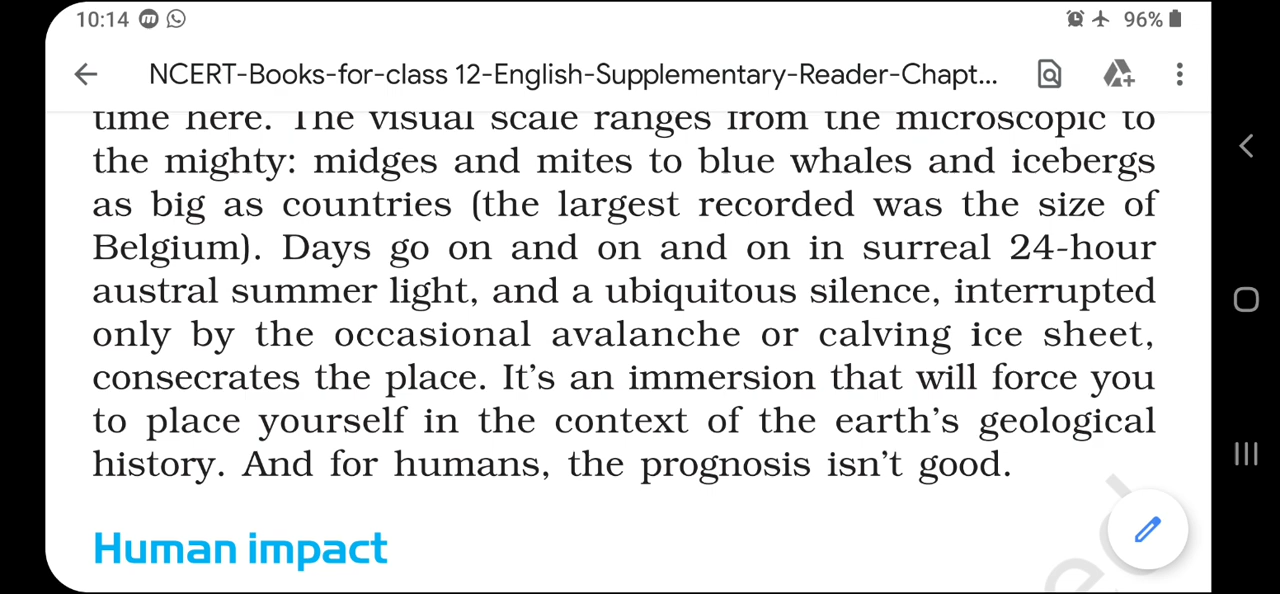 10:14 96%
NCERT-Books-for-class 12-English-Supplementary-Reader-Chapt...
time here. The visual scale ranges from the microscopic to
the mighty: midges and mites to blue whales and icebergs
as big as countries (the largest recorded was the size of
Belgium). Days go on and on and on in surreal 24-hour
austral summer light, and a ubiquitous silence, interrupted
only by the occasional avalanche or calving ice sheet,
consecrates the place. It's an immersion that will force you
to place yourself in the context of the earth's geological
history. And for humans, the prognosis isn't good.
Human impact